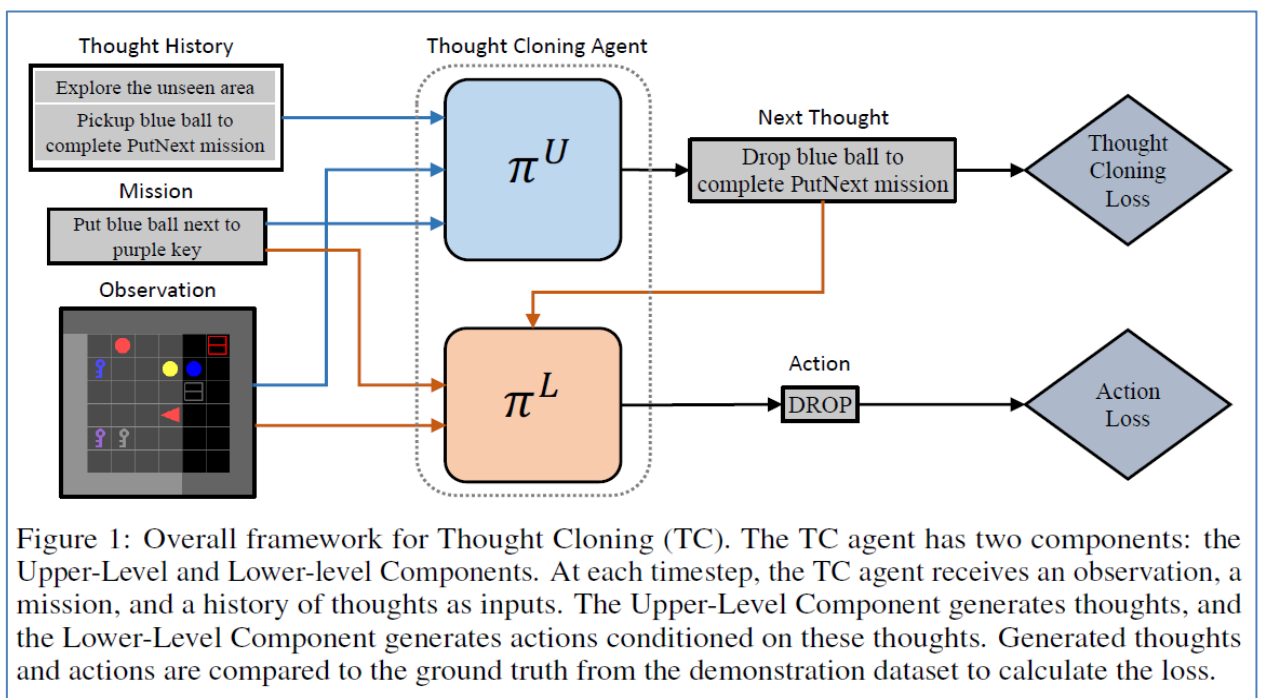 Thought History
Explore the unseen area
Pickup blue ball to
complete PutNext mission
Mission
Put blue ball next to
purple key
Observation
Thought Cloning Agent
π^U
π^L
Next Thought
Drop blue ball to
complete PutNext mission
Action
DROP
Thought
Cloning
Loss
Action
Loss
Figure 1: Overall framework for Thought Cloning (TC). The TC agent has two components: the
Upper-Level and Lower-level Components. At each timestep, the TC agent receives an observation, a
mission, and a history of thoughts as inputs. The Upper-Level Component generates thoughts, and
the Lower-Level Component generates actions conditioned on these thoughts. Generated thoughts
and actions are compared to the ground truth from the demonstration dataset to calculate the loss.